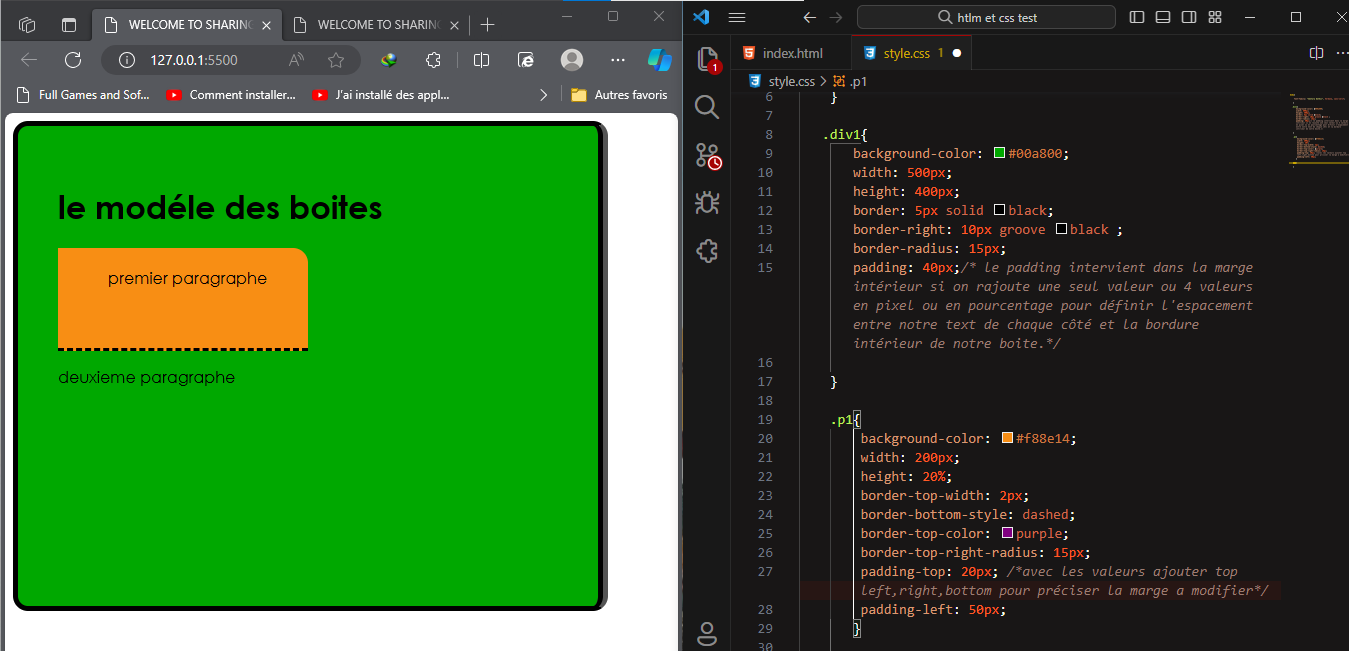 WELCOME TO SHARING
WELCOME TO SHARING
127.0.0.1:5500
Full Games and Sof...
Comment installer...
J'ai installé des appl...
Autres favoris
le modéle des boites
premier paragraphe
deuxieme paragraphe
htlm et css test
index.html
style.css 1
1
style.css > .p1
6 }
7
8 .div1{
9 background-color: #00a800;
10 width: 500px;
11 height: 400px;
12 border: 5px solid black;
13 border-right: 10px groove black ;
14 border-radius: 15px;
15 padding: 40px;/* le padding intervient dans la marge
intérieur si on rajoute une seul valeur ou 4 valeurs
en pixel ou en pourcentage pour définir l'espacement
entre notre text de chaque côté et la bordure
intérieur de notre boite.*/
16
17 }
18
19 .p1{
20 background-color: #f88e14;
21 width: 200px;
22 height: 20%;
23 border-top-width: 2px;
24 border-bottom-style: dashed;
25 border-top-color: purple;
26 border-top-right-radius: 15px;
27 padding-top: 20px; /*avec les valeurs ajouter top
left,right,bottom pour préciser la marge a modifier*/
28 padding-left: 50px;
29 }
30